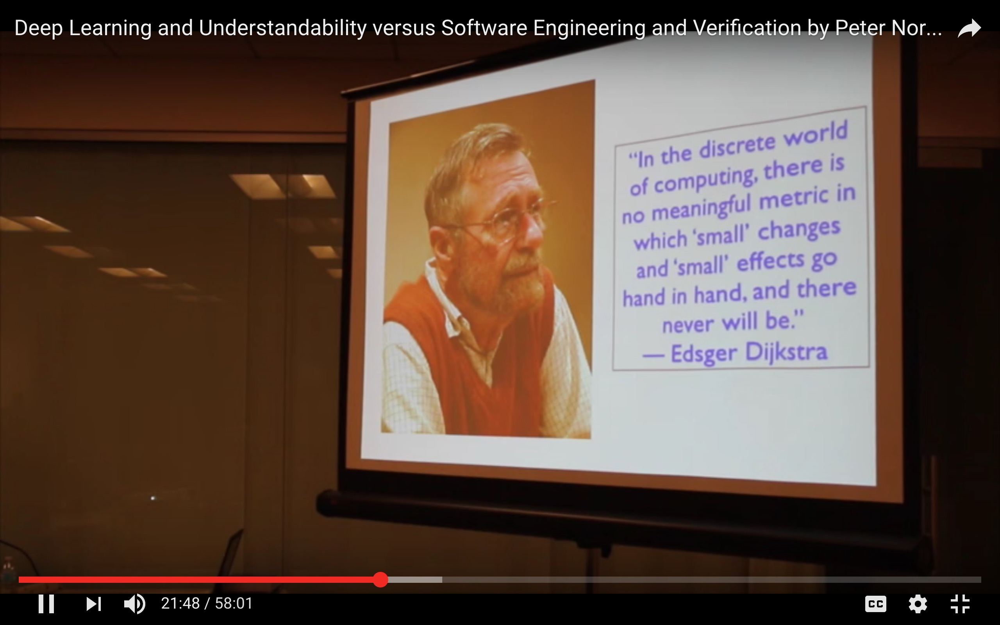 Deep Learning and Understandability versus Software Engineering and Verification by Peter Nor...
“In the discrete world
of computing, there is
no meaningful metric in
which ‘small’ changes
and ‘small’ effects go
hand in hand, and there
never will be.”
— Edsger Dijkstra
21:48 / 58:01
CC